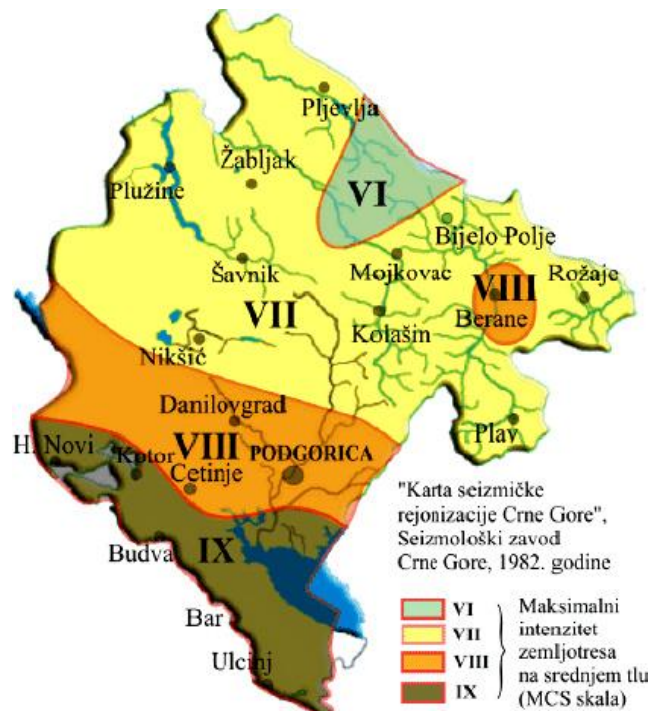 Pljevlja
Žabljak
Plužine
VI
Bijelo Polje
Šavnik
Mojkovac
Rožaje
VIII
VII
Berane
Kolašin
Nikšić
Danilovgrad
Plav
H. Novi
VIII
PODGORICA
Kotor
Cetinje
Budva
IX
Bar
Ulcinj
"Karta seizmičke
rejonizacije Crne Gore",
Seizmološki zavod
Crne Gore, 1982. godine
VI
VII
VIII
IX
Maksimalni
intenzitet
zemljotresa
na srednjem tlu
(MCS skala)